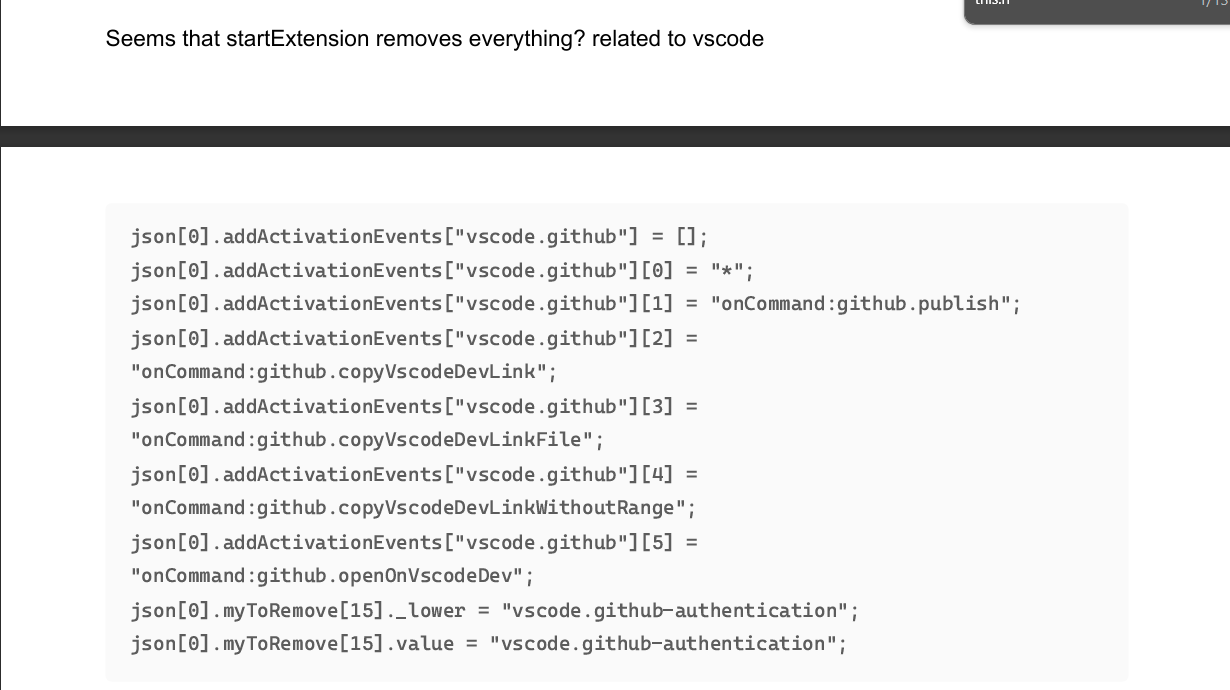 Seems that startExtension removes everything? related to vscode
json[0].addActivationEvents["vscode.github"] = [];
json[0].addActivationEvents["vscode.github"][0] = "*";
json[0].addActivationEvents["vscode.github"][1] = "onCommand:github.publish";
json[0].addActivationEvents["vscode.github"][2] =
"onCommand:github.copyVscodeDevLink";
json[0].addActivationEvents["vscode.github"][3] =
"onCommand:github.copyVscodeDevLinkFile";
json[0].addActivationEvents["vscode.github"][4] =
"onCommand:github.copyVscodeDevLinkWithoutRange";
json[0].addActivationEvents["vscode.github"][5] =
"onCommand:github.openOnVscodeDev";
json[0].myToRemove[15]._lower = "vscode.github-authentication";
json[0].myToRemove[15].value = "vscode.github-authentication";